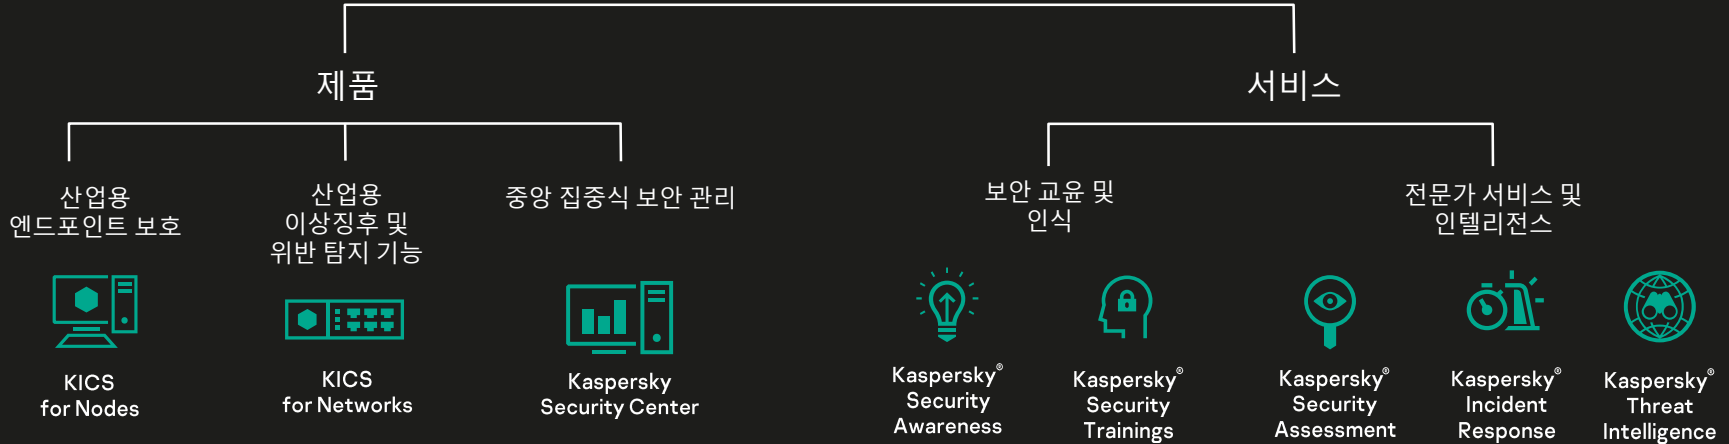 제품
서비스
산업용
엔드포인트 보호
산업용
이상징후 및
위반 탐지 기능
중앙 집중식 보안 관리
보안 교윤 및
인식
전문가 서비스 및
인텔리전스
KICS
for Nodes
KICS
for Networks
Kaspersky
Security Center
Kaspersky®
Security
Awareness
Kaspersky®
Security
Trainings
Kaspersky®
Security
Assessment
Kaspersky®
Incident
Response
Kaspersky®
Threat
Intelligence